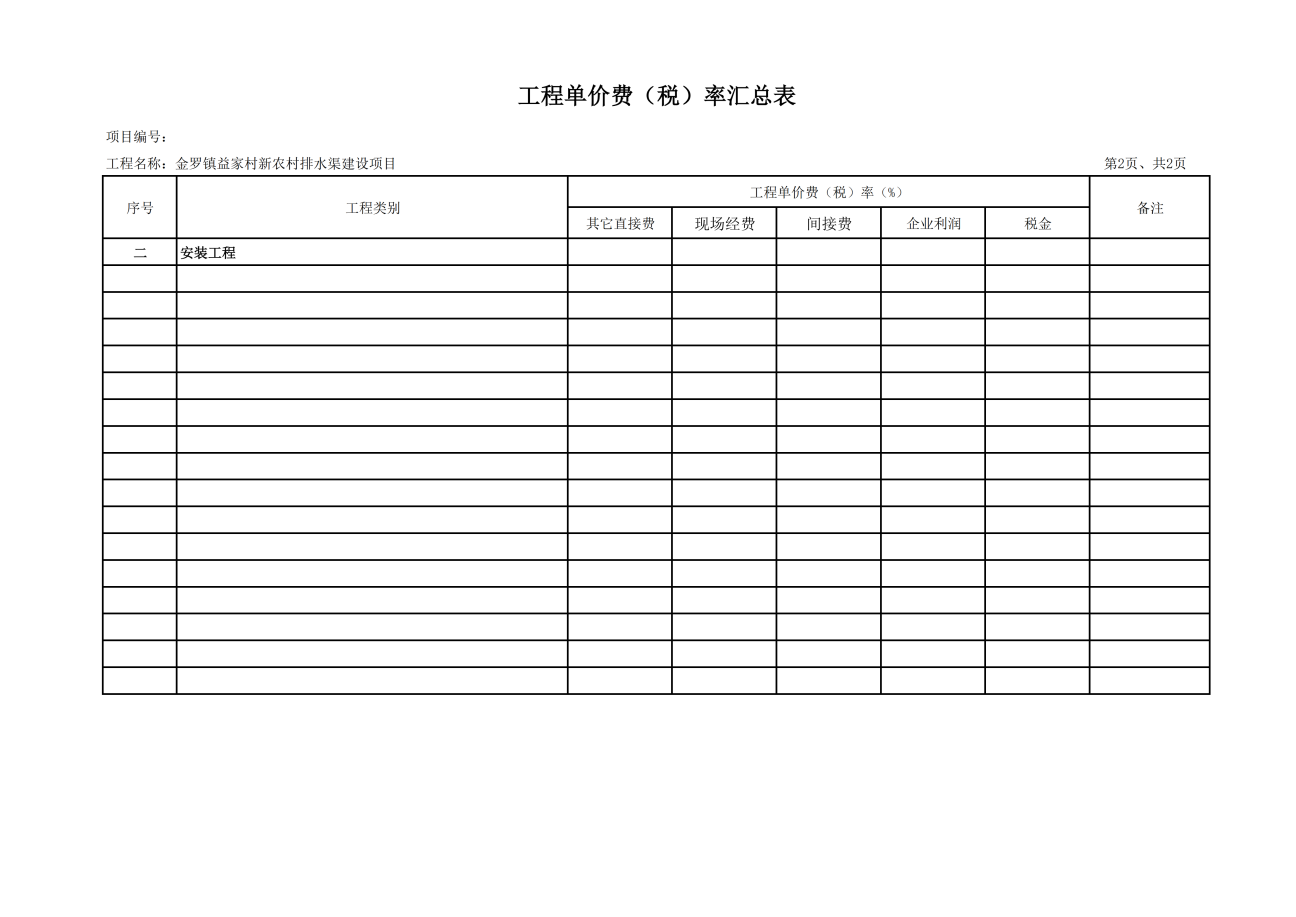 工程单价费（税）率汇总表
项目编号：
工程名称：金罗镇益家村新农村排水渠建设项目 第2页、共2页
序号 工程类别 工程单价费（税）率（%） 备注
其它直接费 现场经费 间接费 企业利润 税金
二 安装工程